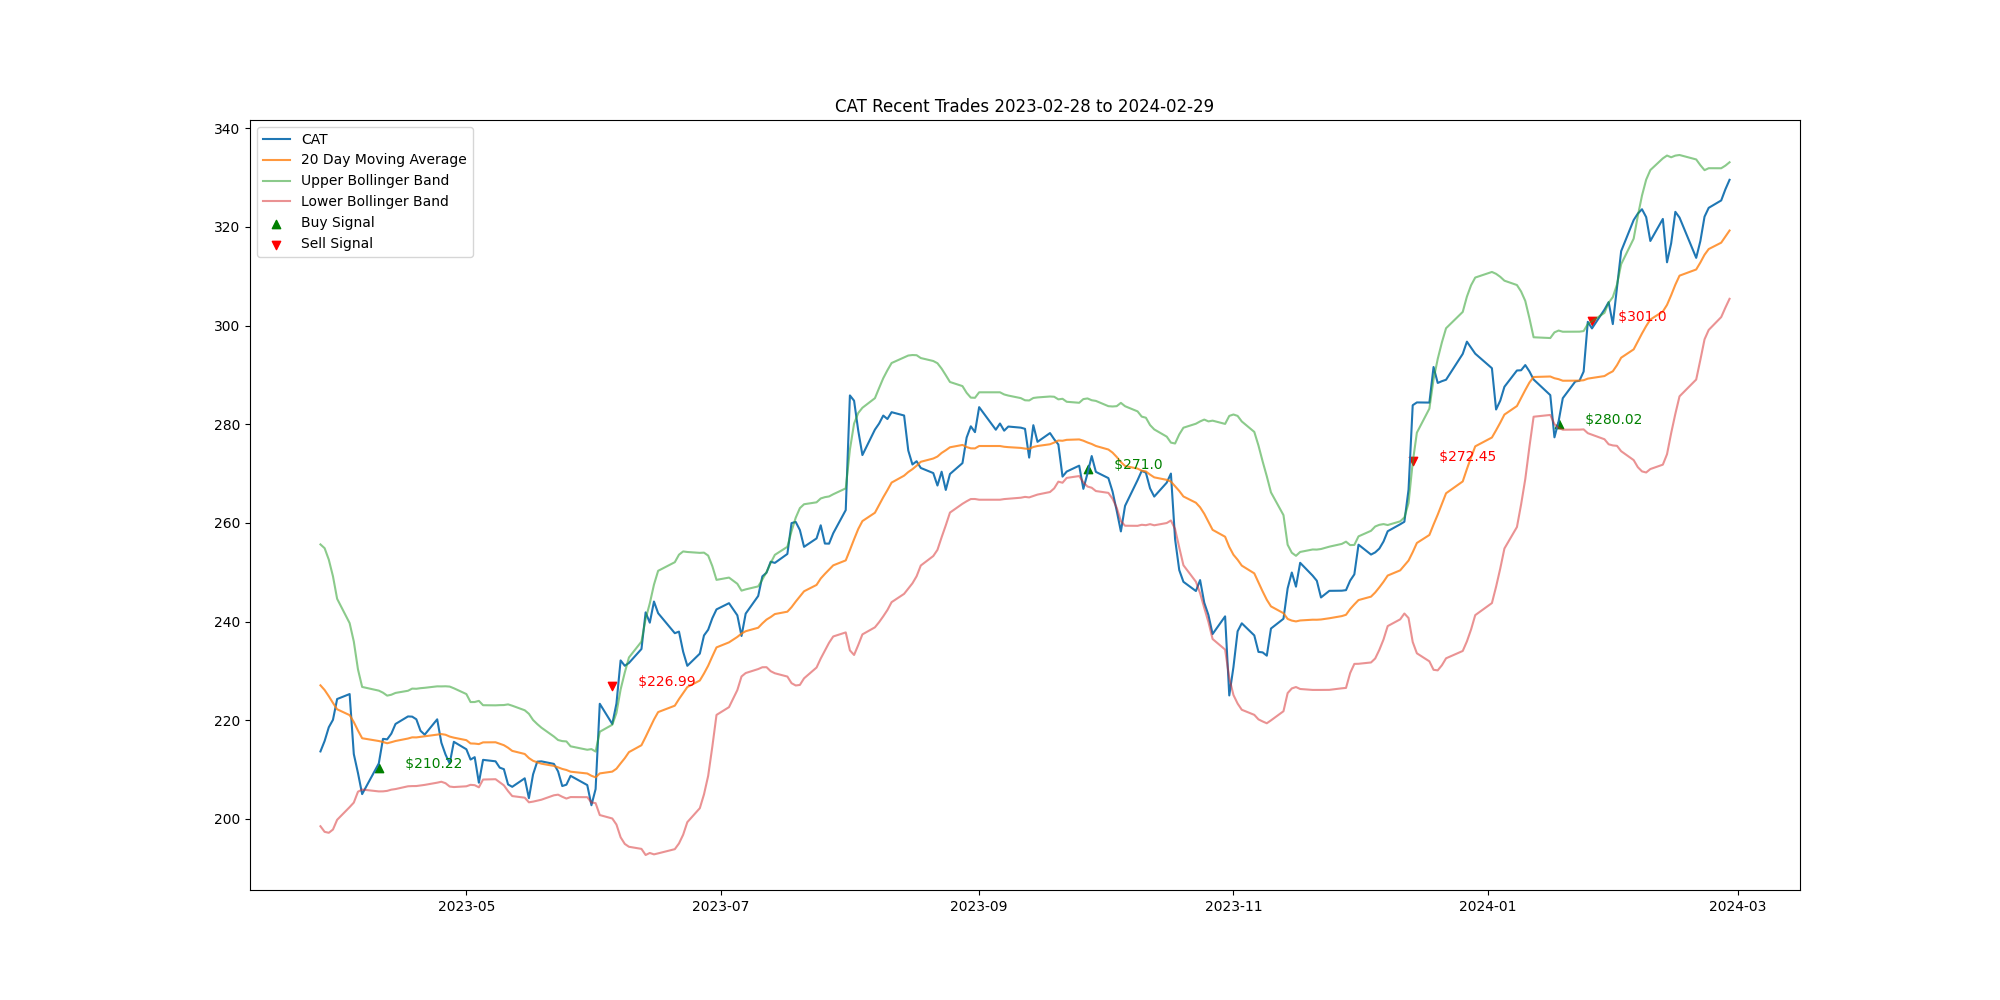 CAT Recent Trades 2023-02-28 to 2024-02-29
340
320
300
280
260
240
220
200
CAT
20 Day Moving Average
Upper Bollinger Band
Lower Bollinger Band
Buy Signal
Sell Signal
$301.0
$280.02
$272.45
$271.0
$226.99
$210.22
2023-05
2023-07
2023-09
2023-11
2024-01
2024-03